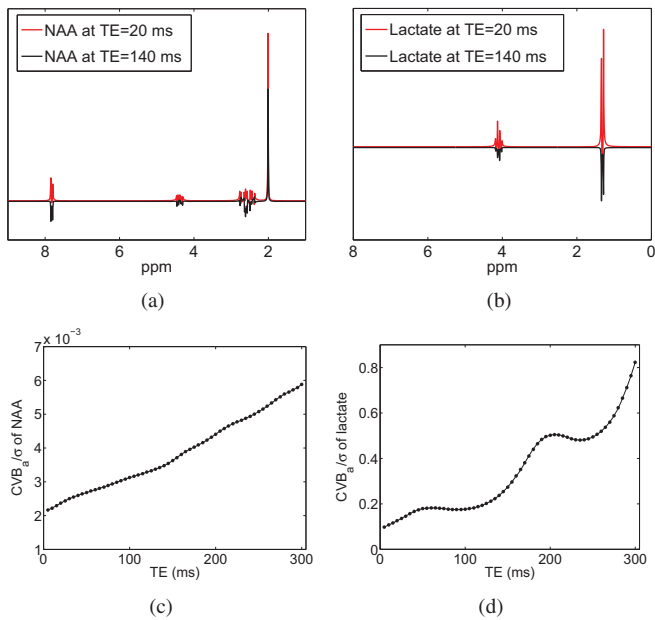 NAA at TE=20 ms
NAA at TE=140 ms
8 6 4 2
ppm
(a)
Lactate at TE=20 ms
Lactate at TE=140 ms
8 6 4 2 0
ppm
(b)
7 x 10⁻³
6
5
4
3
2
1
CVBₐ/σ of NAA
0 100 200 300
TE (ms)
(c)
0.8
0.6
0.4
0.2
0
CVBₐ/σ of lactate
0 100 200 300
TE (ms)
(d)